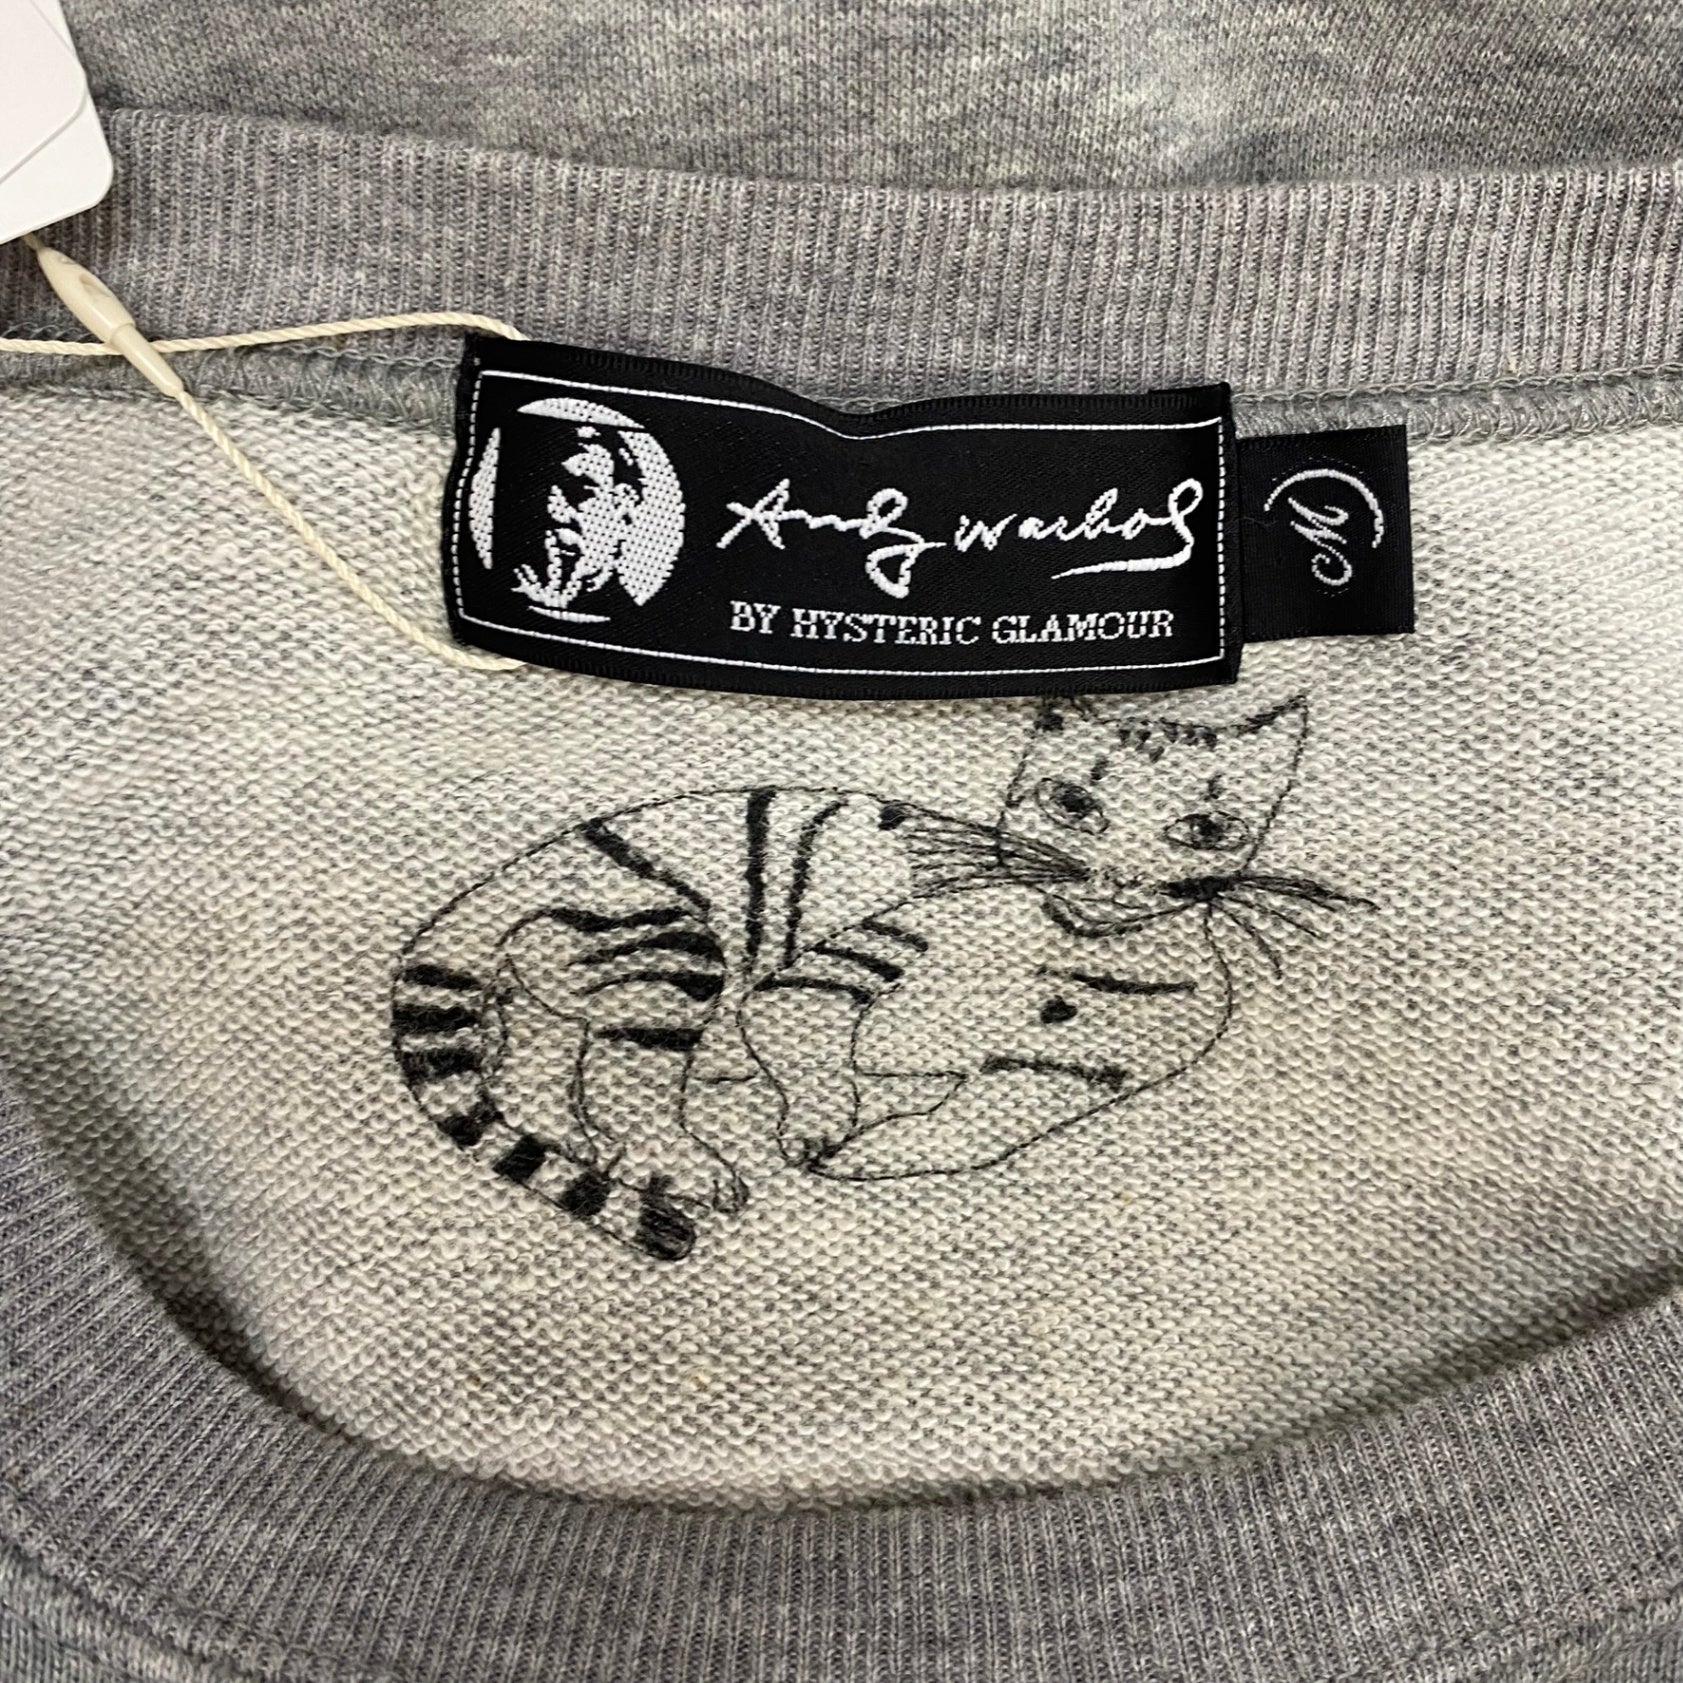 Andy Warhol
BY HYSTERIC GLAMOUR
M